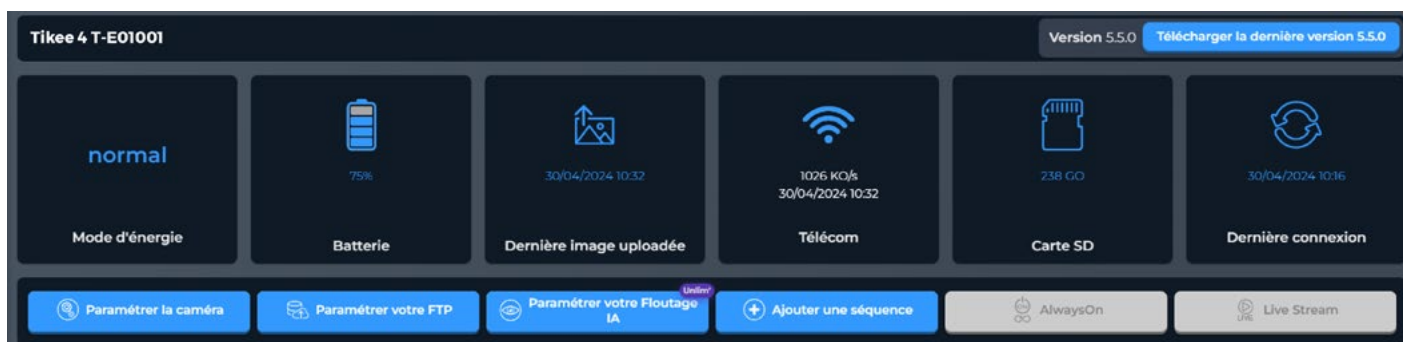 Tikee 4 T-E01001
Version 5.5.0
Télécharger la dernière version 5.5.0
normal
Mode d'énergie
75%
Batterie
30/04/2024 10:32
Dernière image uploadée
1026 KO/s
30/04/2024 10:32
Télécom
238 GO
Carte SD
30/04/2024 10:16
Dernière connexion
Paramétrer la caméra
Paramétrer votre FTP
Unlim'
Paramétrer votre Floutage
IA
Ajouter une séquence
AlwaysOn
LIVE
Live Stream